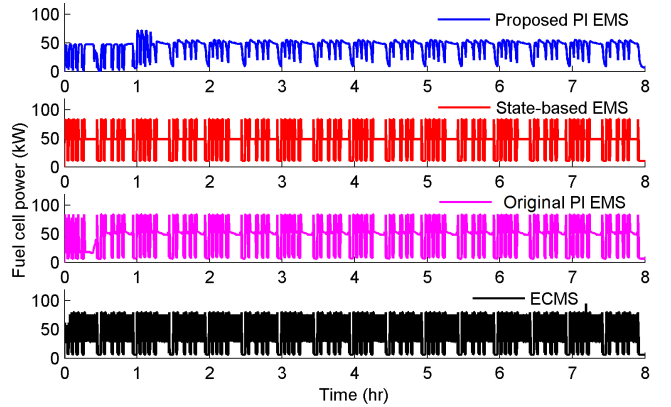 Proposed PI EMS
100
50
0
0 1 2 3 4 5 6 7 8
State-based EMS
100
50
0
0 1 2 3 4 5 6 7 8
Original PI EMS
100
50
0
0 1 2 3 4 5 6 7 8
ECMS
100
50
0
0 1 2 3 4 5 6 7 8
Fuel cell power (kW)
Time (hr)